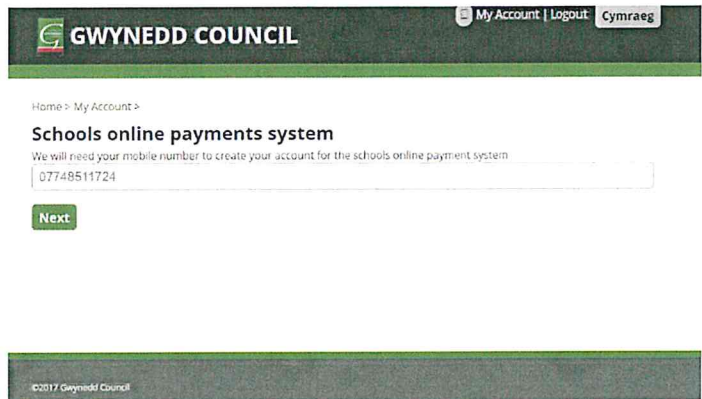 My Account | Logout Cymraeg
GWYNEDD COUNCIL
Home > My Account >
Schools online payments system
We will need your mobile number to create your account for the schools online payment system
07748511724
Next
©2017 Gwynedd Council